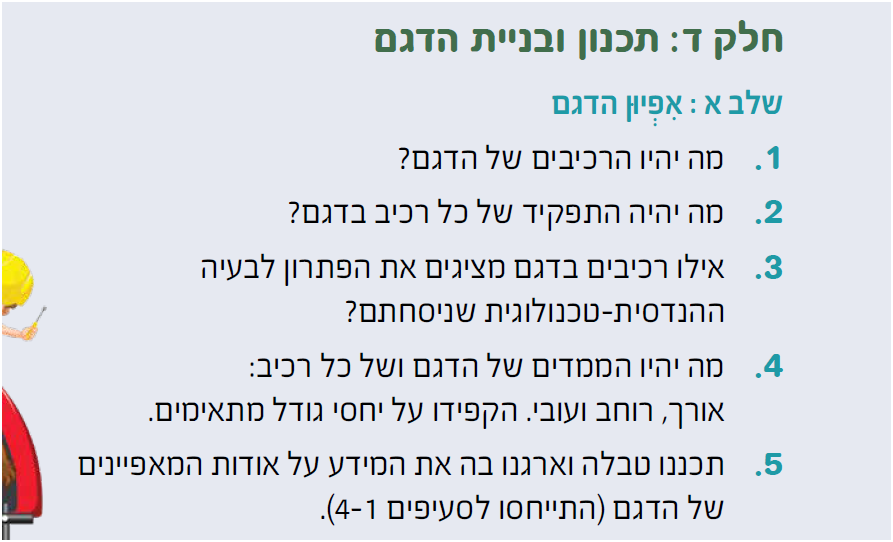 חלק ד: תכנון ובניית הדגם
שלב א: אִפְיוּן הדגם
1. מה יהיו הרכיבים של הדגם?
2. מה יהיה התפקיד של כל רכיב בדגם?
3. אילו רכיבים בדגם מציגים את הפתרון לבעיה
ההנדסית-טכנולוגית שניסחתם?
4. מה יהיו הממדים של הדגם ושל כל רכיב:
אורך, רוחב ועובי. הקפידו על יחסי גודל מתאימים.
5. תכננו טבלה וארגנו בה את המידע על אודות המאפיינים
של הדגם (התייחסו לסעיפים 4-1).